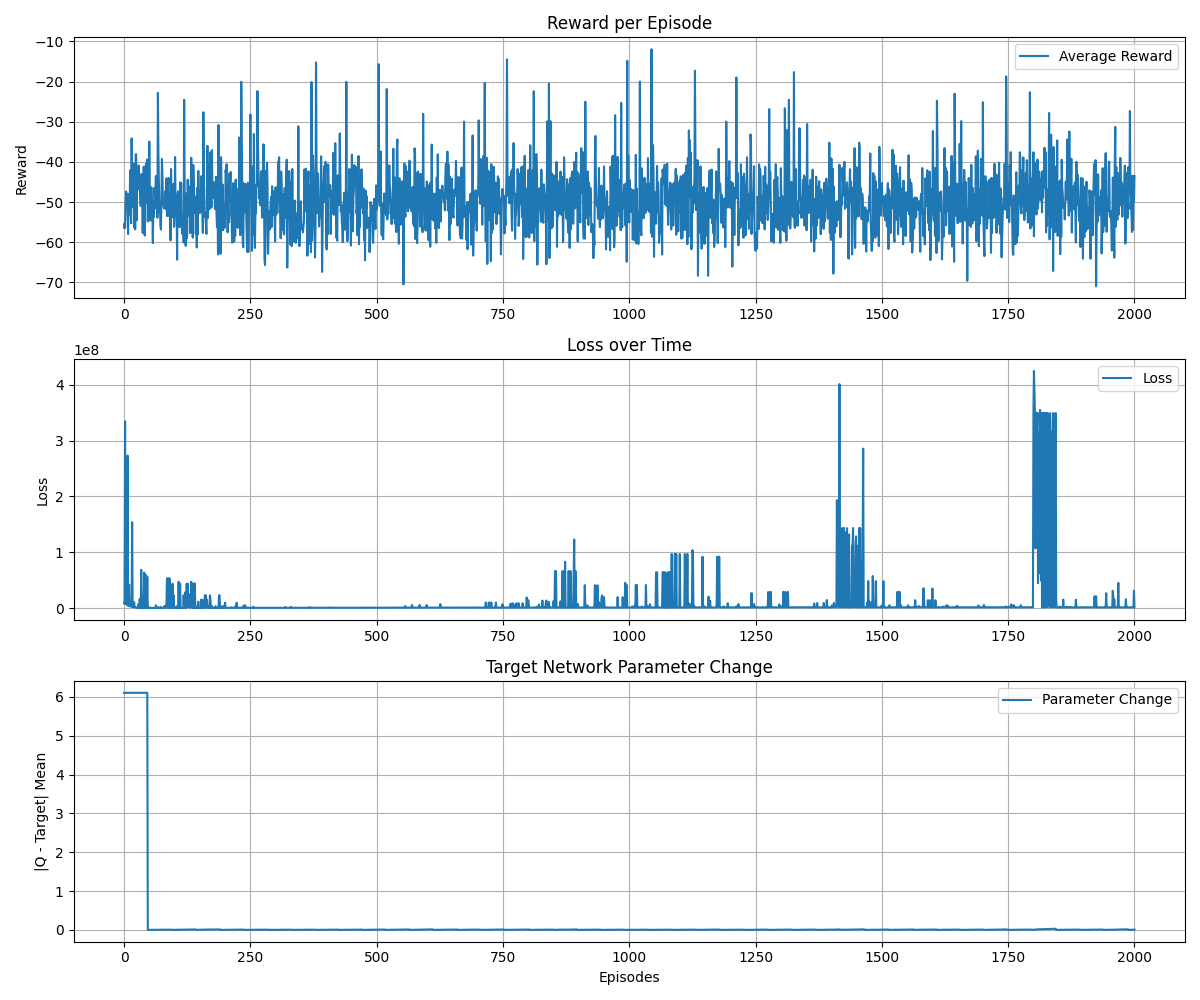 Reward per Episode
Average Reward
Reward
−10
−20
−30
−40
−50
−60
−70
0 250 500 750 1000 1250 1500 1750 2000
Loss over Time
1e8
Loss
Loss
4
3
2
1
0
0 250 500 750 1000 1250 1500 1750 2000
Target Network Parameter Change
Parameter Change
|Q - Target| Mean
6
5
4
3
2
1
0
0 250 500 750 1000 1250 1500 1750 2000
Episodes